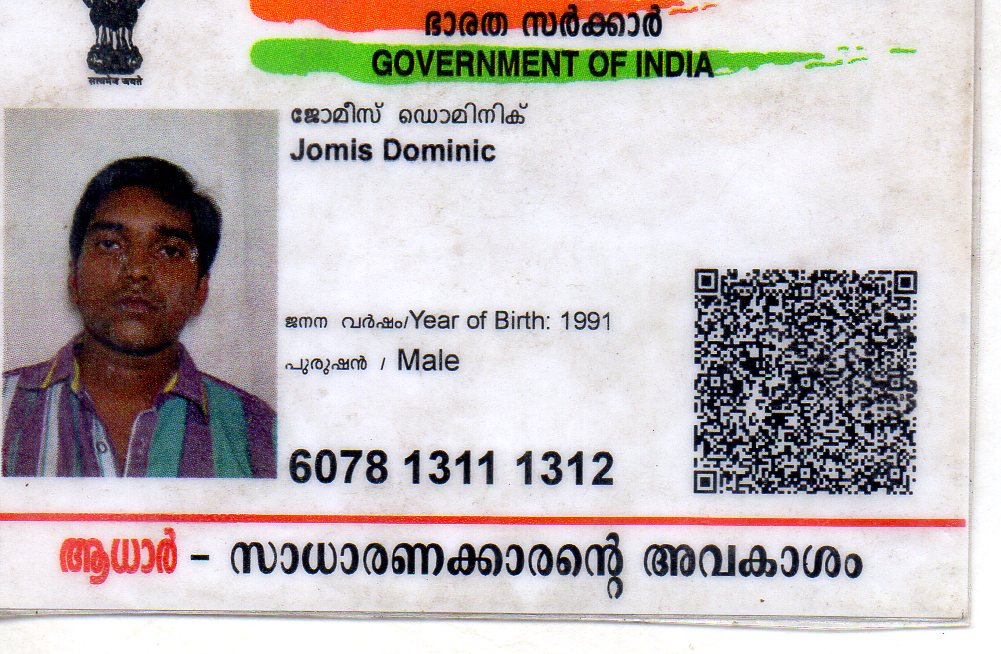 ഭാരത സർക്കാർ
GOVERNMENT OF INDIA
सत्यमेव जयते
ജോമീസ് ഡൊമിനിക്
Jomis Dominic
ജനന വർഷം/Year of Birth: 1991
പുരുഷൻ / Male
6078 1311 1312
ആധാർ – സാധാരണക്കാരന്റെ അവകാശം